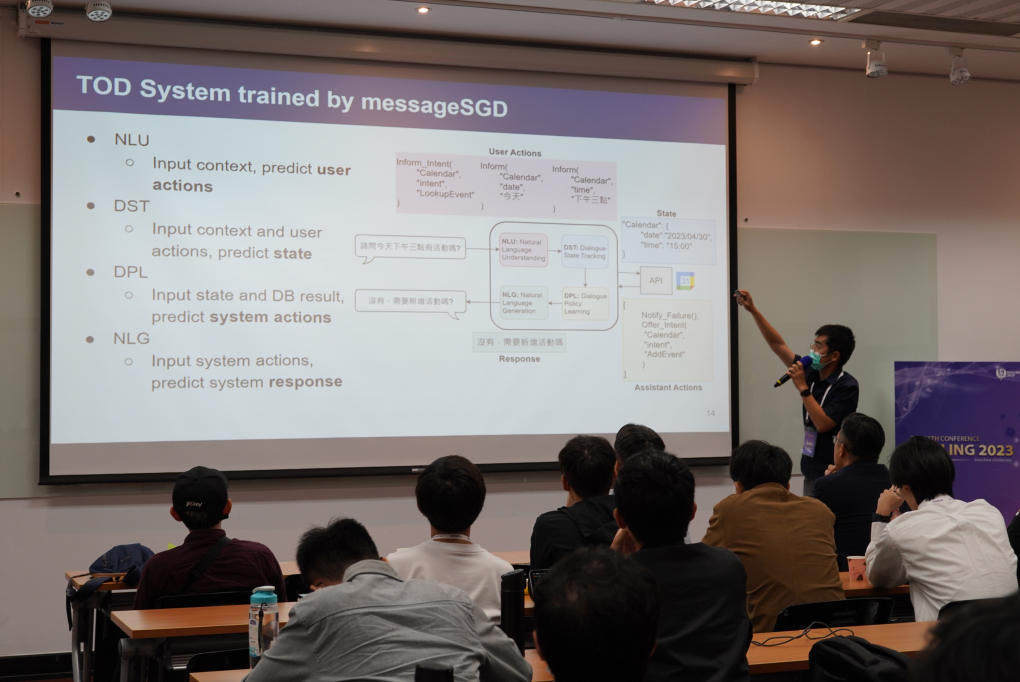 TOD System trained by messageSGD
NLU
Input context, predict user
actions
DST
Input context and user
actions, predict state
DPL
Input state and DB result,
predict system actions
NLG
Input system actions,
predict system response
User Actions
Inform_Intent(
"Calendar",
"intent",
"LookupEvent"
)
Inform(
"Calendar",
"date",
"今天"
)
Inform(
"Calendar",
"time",
"下午三點"
)
State
"Calendar": {
"date":"2023/04/30",
"time": "15:00"
}
請問今天下午三點有活動嗎?
NLU: Natural
Language
Understanding
DST: Dialogue
State Tracking
API
沒有，需要新增活動嗎?
NLG: Natural
Language
Generation
DPL: Dialogue
Policy
Learning
{
Notify_Failure(),
Offer_Intent(
"Calendar",
"intent",
"AddEvent"
)
}
沒有，需要新增活動嗎
Response
Assistant Actions
14
TH CONFERENCE
LING 2023